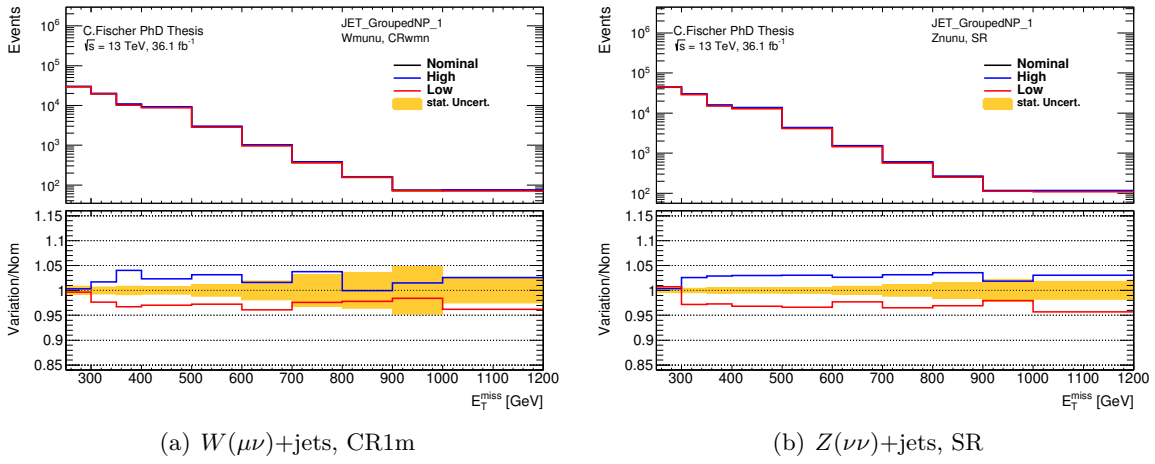 Events
10⁶
10⁵
10⁴
10³
10²
C.Fischer PhD Thesis
√s = 13 TeV, 36.1 fb⁻¹
JET_GroupedNP_1
Wmunu, CRwmn
Nominal
High
Low
stat. Uncert.
Variation/Nom
1.15
1.1
1.05
1
0.95
0.9
0.85
300 400 500 600 700 800 900 1000 1100 1200
E_T^miss [GeV]
(a) W(μν)+jets, CR1m
Events
10⁶
10⁵
10⁴
10³
10²
C.Fischer PhD Thesis
√s = 13 TeV, 36.1 fb⁻¹
JET_GroupedNP_1
Znunu, SR
Nominal
High
Low
stat. Uncert.
Variation/Nom
1.15
1.1
1.05
1
0.95
0.9
0.85
300 400 500 600 700 800 900 1000 1100 1200
E_T^miss [GeV]
(b) Z(νν)+jets, SR